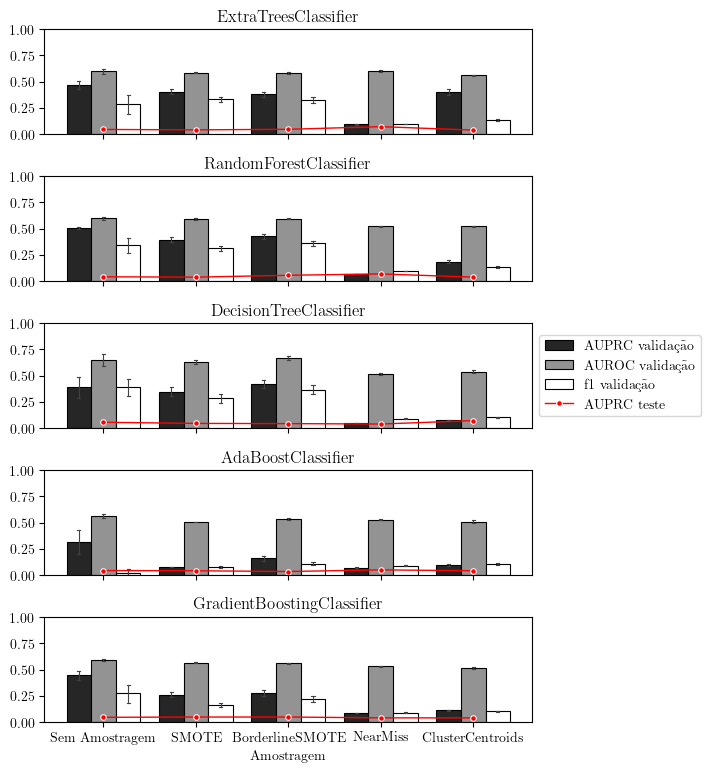 ExtraTreesClassifier
1.00
0.75
0.50
0.25
0.00
RandomForestClassifier
1.00
0.75
0.50
0.25
0.00
DecisionTreeClassifier
1.00
0.75
0.50
0.25
0.00
AUPRC validação
AUROC validação
f1 validação
AUPRC teste
AdaBoostClassifier
1.00
0.75
0.50
0.25
0.00
GradientBoostingClassifier
1.00
0.75
0.50
0.25
0.00
Sem Amostragem SMOTE BorderlineSMOTE NearMiss ClusterCentroids
Amostragem